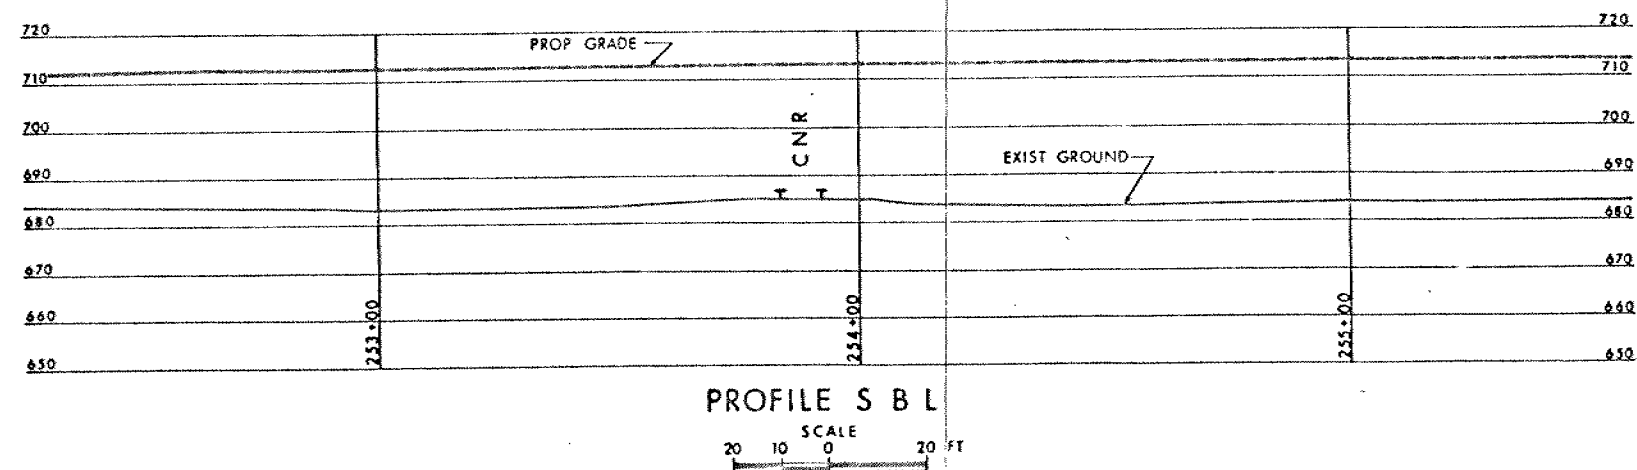 720 720
PROP GRADE
710 710
700 700
CNR
EXIST GROUND
690 690
680 680
670 670
660 660
253+00 254+00 255+00
650 650
PROFILE S B L
SCALE
20 10 0 20 FT